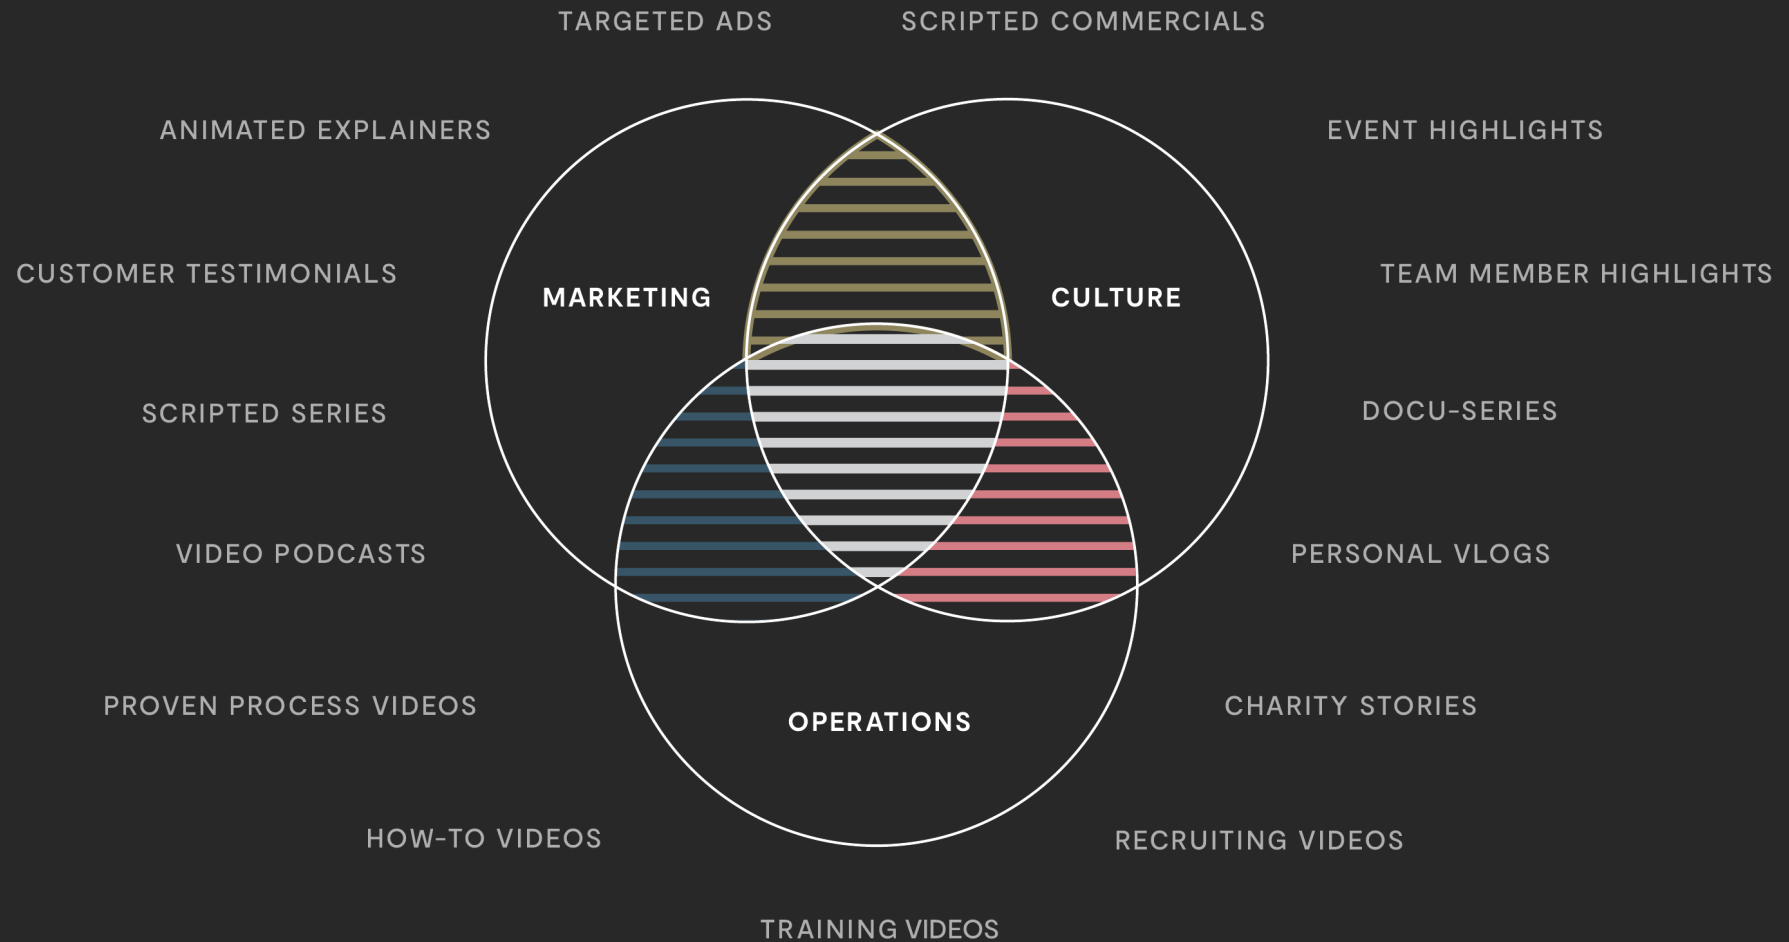 TARGETED ADS
SCRIPTED COMMERCIALS
ANIMATED EXPLAINERS
EVENT HIGHLIGHTS
CUSTOMER TESTIMONIALS
TEAM MEMBER HIGHLIGHTS
MARKETING
CULTURE
SCRIPTED SERIES
DOCU-SERIES
VIDEO PODCASTS
PERSONAL VLOGS
PROVEN PROCESS VIDEOS
CHARITY STORIES
OPERATIONS
HOW-TO VIDEOS
RECRUITING VIDEOS
TRAINING VIDEOS